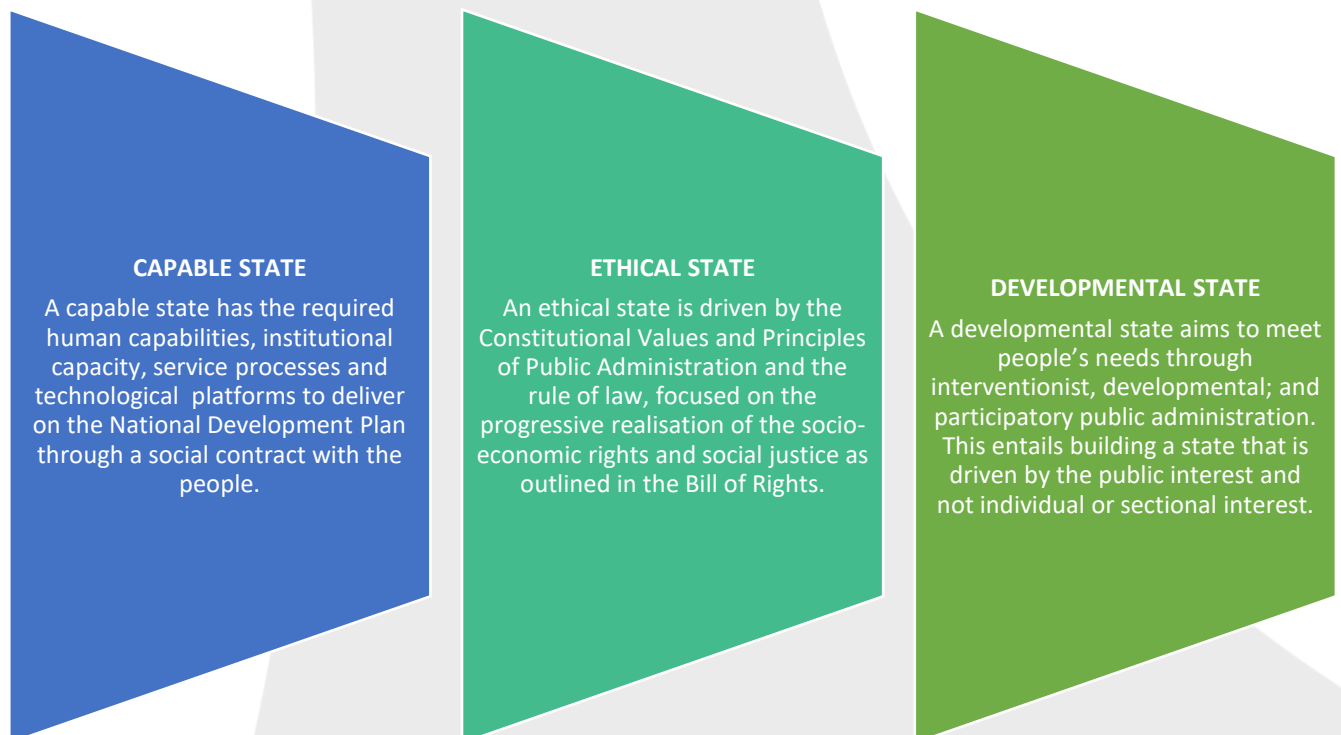 CAPABLE STATE
A capable state has the required
human capabilities, institutional
capacity, service processes and
technological platforms to deliver
on the National Development Plan
through a social contract with the
people.
ETHICAL STATE
An ethical state is driven by the
Constitutional Values and Principles
of Public Administration and the
rule of law, focused on the
progressive realisation of the socio-
economic rights and social justice as
outlined in the Bill of Rights.
DEVELOPMENTAL STATE
A developmental state aims to meet
people’s needs through
interventionist, developmental; and
participatory public administration.
This entails building a state that is
driven by the public interest and
not individual or sectional interest.